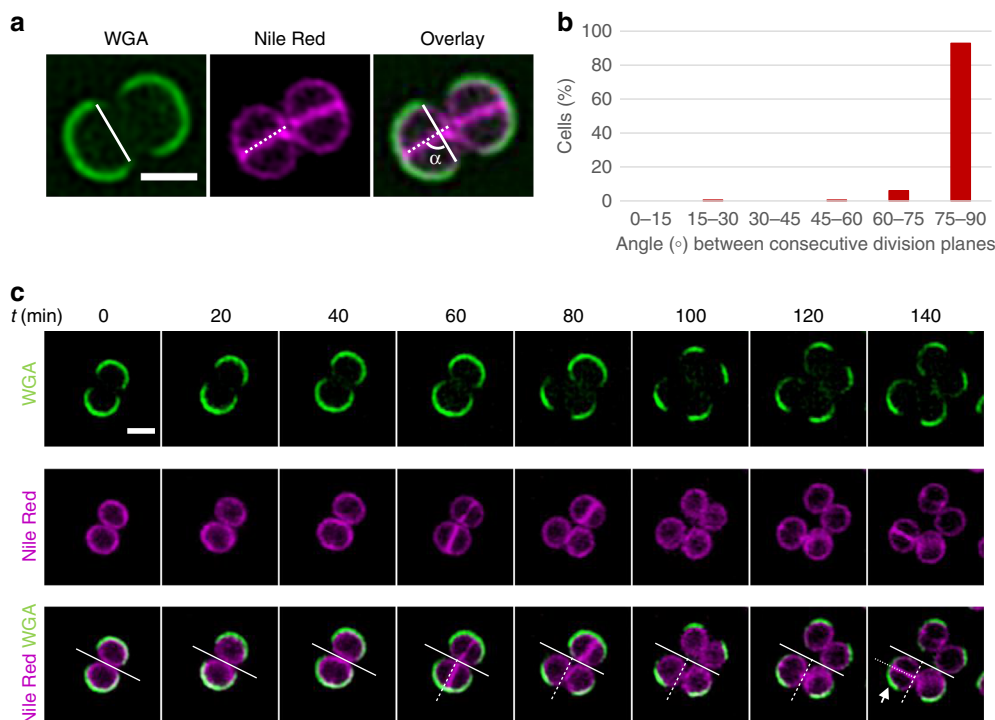 a
WGA Nile Red Overlay
α
b
100
80
60
40
20
0
Cells (%)
0–15 15–30 30–45 45–60 60–75 75–90
Angle (○) between consecutive division planes
c
t (min) 0 20 40 60 80 100 120 140
WGA
Nile Red
Nile Red WGA